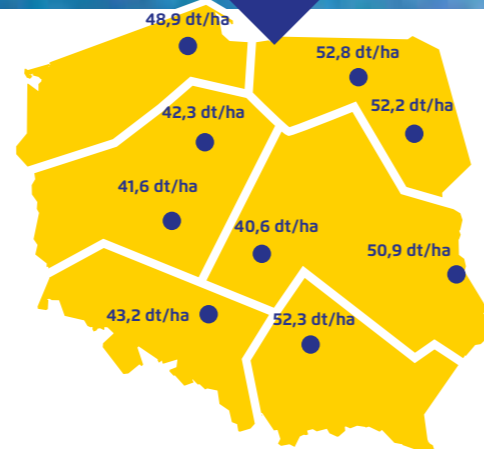 48,9 dt/ha
52,8 dt/ha
52,2 dt/ha
42,3 dt/ha
41,6 dt/ha
40,6 dt/ha
50,9 dt/ha
43,2 dt/ha
52,3 dt/ha